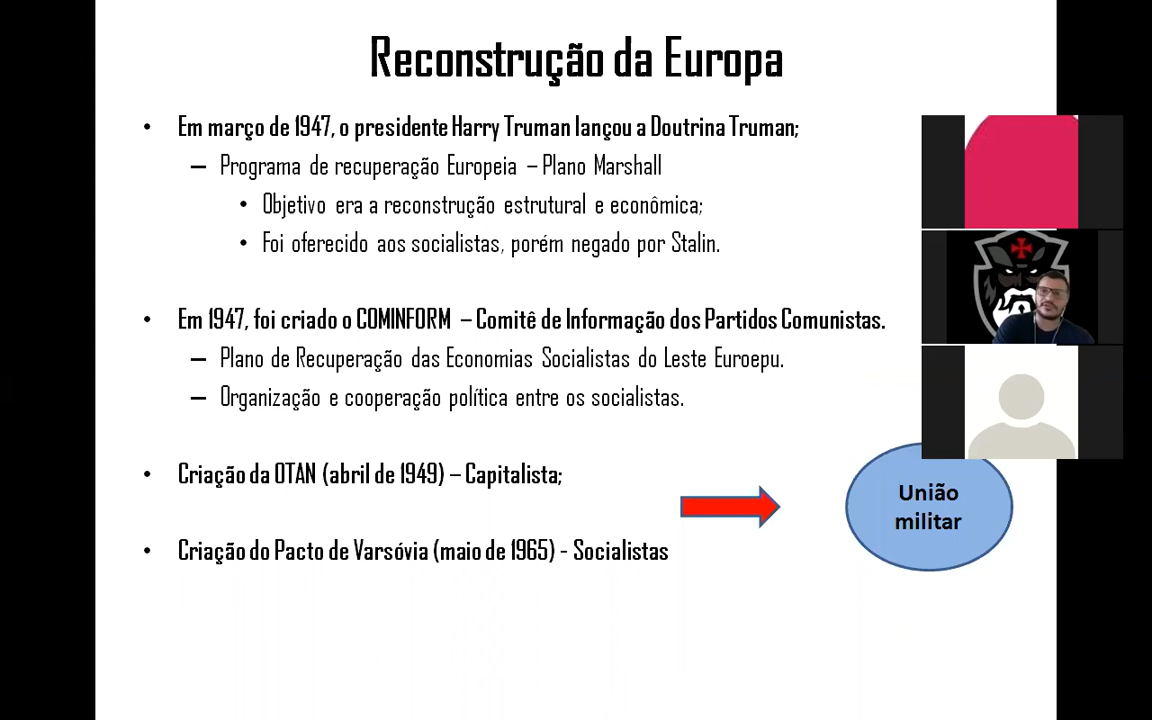 Reconstrução da Europa
• Em março de 1947, o presidente Harry Truman lançou a Doutrina Truman;
– Programa de recuperação Europeia – Plano Marshall
• Objetivo era a reconstrução estrutural e econômica;
• Foi oferecido aos socialistas, porém negado por Stalin.
• Em 1947, foi criado o COMINFORM – Comitê de Informação dos Partidos Comunistas.
– Plano de Recuperação das Economias Socialistas do Leste Euroepu.
– Organização e cooperação política entre os socialistas.
• Criação da OTAN (abril de 1949) – Capitalista;
União
militar
• Criação do Pacto de Varsóvia (maio de 1965) - Socialistas